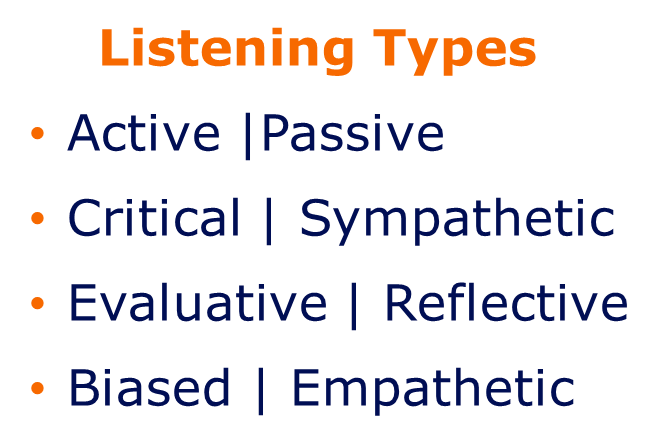 Listening Types
• Active |Passive
• Critical | Sympathetic
• Evaluative | Reflective
• Biased | Empathetic